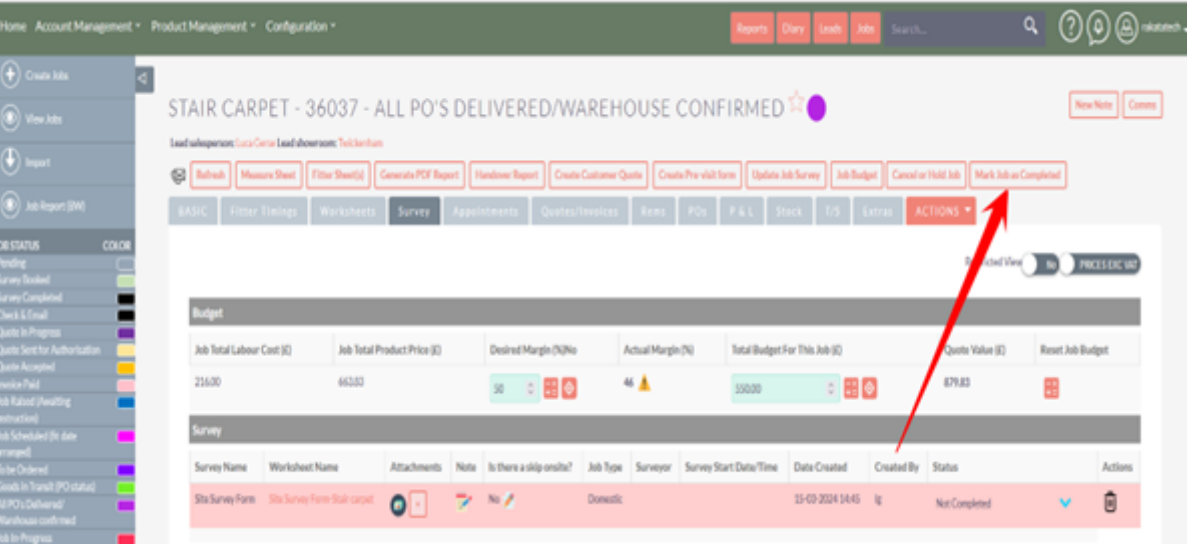 Home Account Management Product Management Configuration Reports Diary Leads Jobs Search... rakatatech
Create Jobs
View Jobs
Import
Job Report (BW)
JOB STATUS COLOR
Pending
Survey Booked
Survey Completed
Check & Email
Quote in Progress
Quote Sent for Authorisation
Quote Accepted
Invoice Paid
Job Raised (Awaiting
instruction)
Job Scheduled (fit date
arranged)
To be Ordered
Goods in Transit (PO status)
All PO's Delivered/
Warehouse confirmed
Job In-Progress
STAIR CARPET - 36037 - ALL PO'S DELIVERED/WAREHOUSE CONFIRMED
New Note Comms
Lead salesperson: Luca Gerse Lead showroom: Twickenham
Refresh Measure Sheet Fitter Sheet(s) Generate PDF Report Handover Report Create Customer Quote Create Pre-visit form Update Job Survey Job Budget Cancel or Hold Job Mark Job as Completed
BASIC Fitter Timings Worksheets Survey Appointments Quotes/Invoices Rems POs P & L Stock T/S Extras ACTIONS
Restricted View No PRICES EXC VAT
Budget
Job Total Labour Cost (£) Job Total Product Price (£) Desired Margin (%)No Actual Margin (%) Total Budget For This Job (£) Quote Value (£) Reset Job Budget
216.00 663.83 50 46 550.00 879.83
Survey
Survey Name Worksheet Name Attachments Note Is there a skip onsite? Job Type Surveyor Survey Start Date/Time Date Created Created By Status Actions
Site Survey Form Site Survey Form Stair carpet No Domestic 15-03-2024 14:45 lg Not Completed